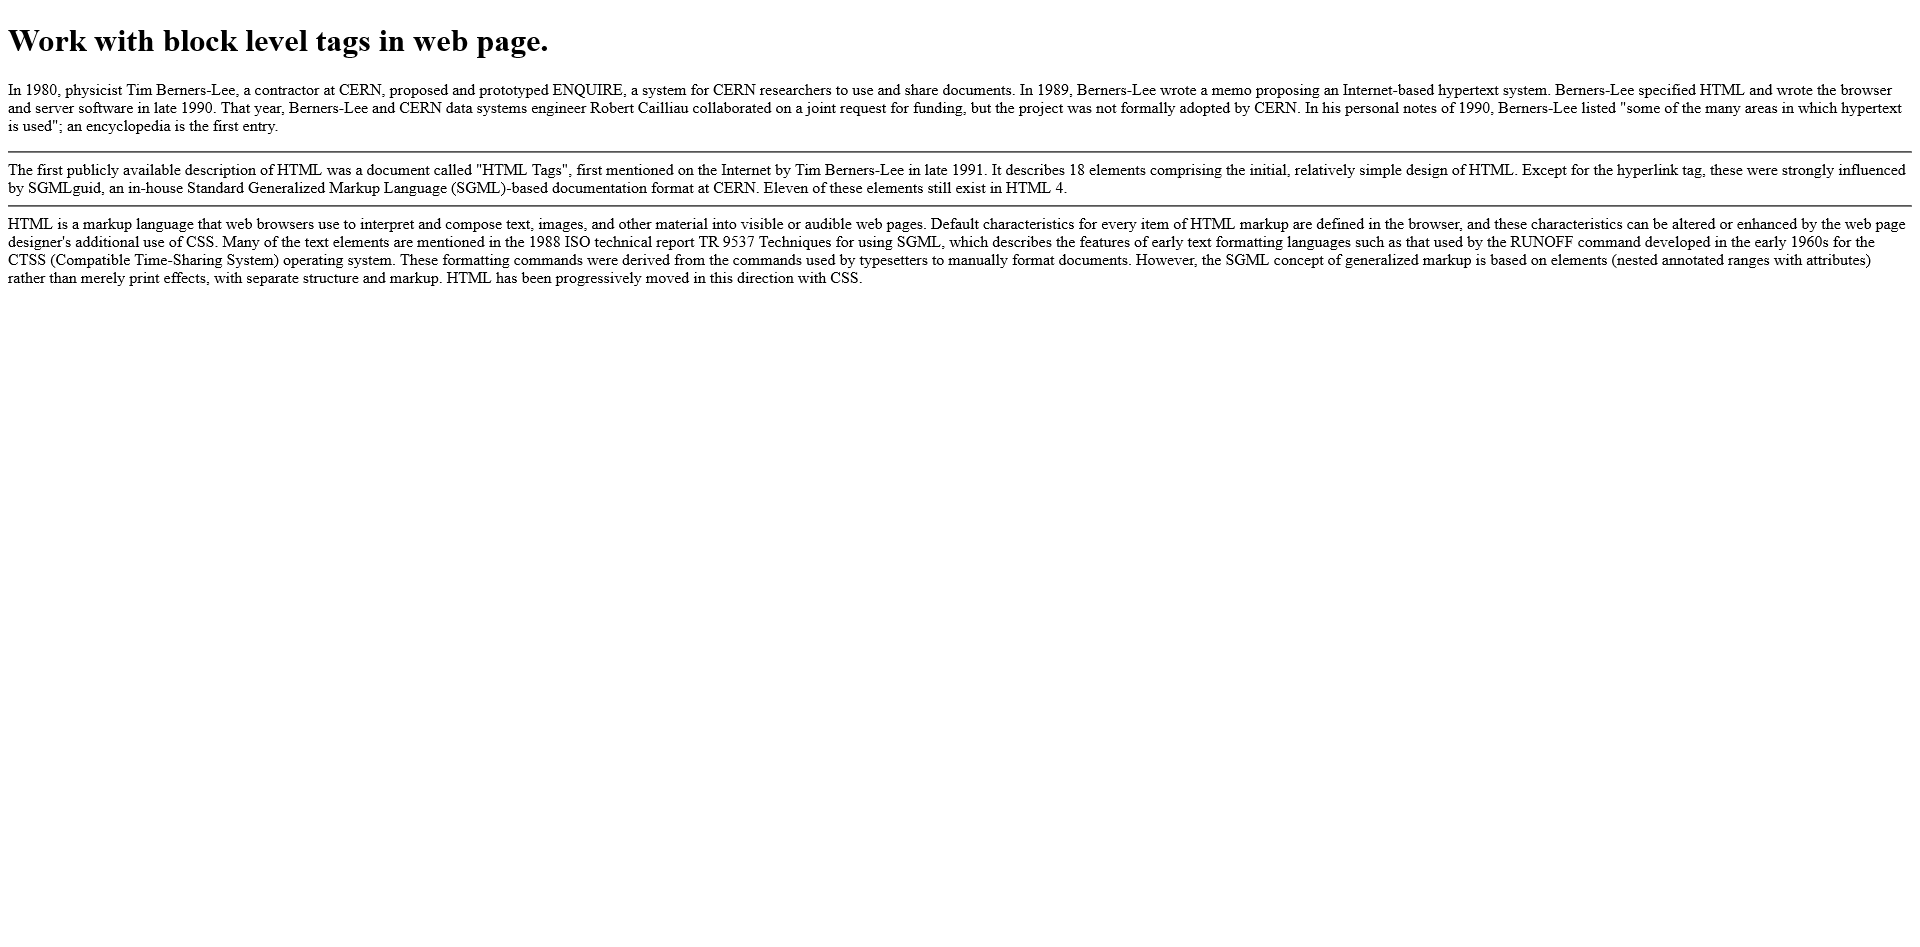 Work with block level tags in web page.
In 1980, physicist Tim Berners-Lee, a contractor at CERN, proposed and prototyped ENQUIRE, a system for CERN researchers to use and share documents. In 1989, Berners-Lee wrote a memo proposing an Internet-based hypertext system. Berners-Lee specified HTML and wrote the browser
and server software in late 1990. That year, Berners-Lee and CERN data systems engineer Robert Cailliau collaborated on a joint request for funding, but the project was not formally adopted by CERN. In his personal notes of 1990, Berners-Lee listed "some of the many areas in which hypertext
is used"; an encyclopedia is the first entry.
The first publicly available description of HTML was a document called "HTML Tags", first mentioned on the Internet by Tim Berners-Lee in late 1991. It describes 18 elements comprising the initial, relatively simple design of HTML. Except for the hyperlink tag, these were strongly influenced
by SGMLguid, an in-house Standard Generalized Markup Language (SGML)-based documentation format at CERN. Eleven of these elements still exist in HTML 4.
HTML is a markup language that web browsers use to interpret and compose text, images, and other material into visible or audible web pages. Default characteristics for every item of HTML markup are defined in the browser, and these characteristics can be altered or enhanced by the web page
designer's additional use of CSS. Many of the text elements are mentioned in the 1988 ISO technical report TR 9537 Techniques for using SGML, which describes the features of early text formatting languages such as that used by the RUNOFF command developed in the early 1960s for the
CTSS (Compatible Time-Sharing System) operating system. These formatting commands were derived from the commands used by typesetters to manually format documents. However, the SGML concept of generalized markup is based on elements (nested annotated ranges with attributes)
rather than merely print effects, with separate structure and markup. HTML has been progressively moved in this direction with CSS.